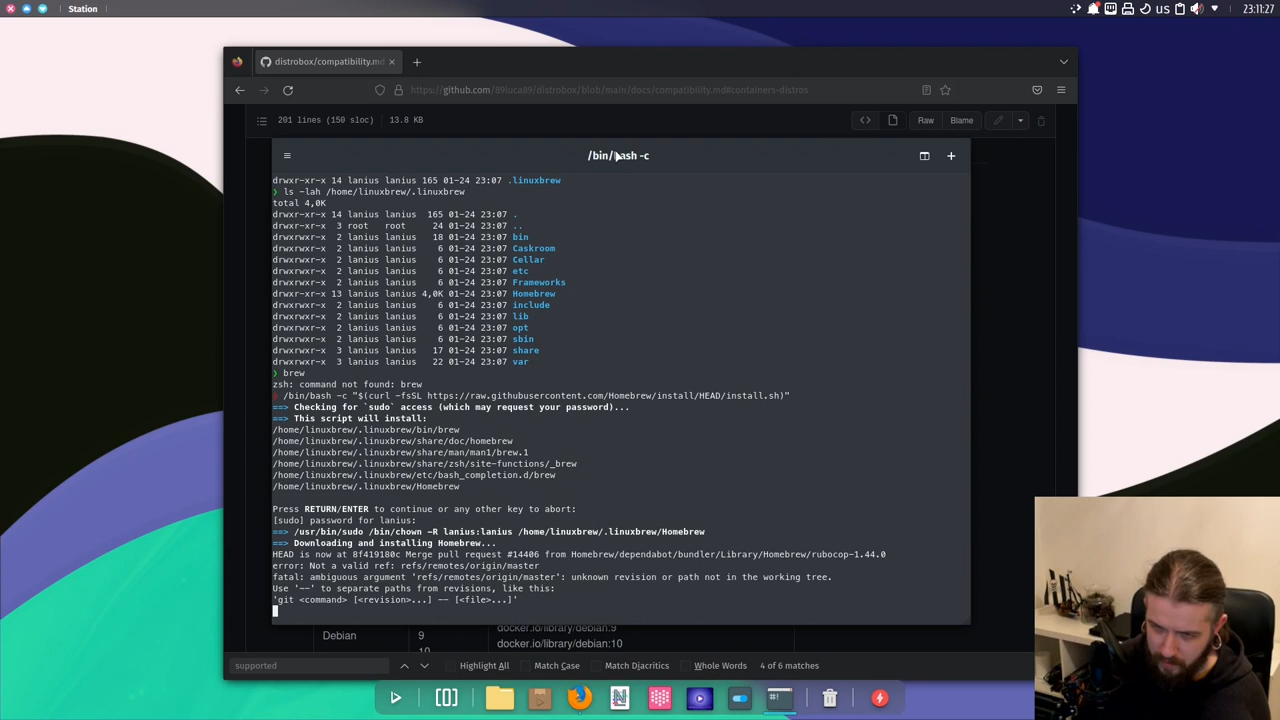 Station
us
23:11:27
distrobox/compatibility.md
https://github.com/89luca89/distrobox/blob/main/docs/compatibility.md#containers-distros
201 lines (150 sloc)
13.8 KB
Raw
Blame
/bin/bash -c
drwxrwxr-x 14 lanius lanius 165 01-24 23:07 .linuxbrew
❯ ls -lah /home/linuxbrew/.linuxbrew
total 4,0K
drwxrwxr-x 14 lanius lanius  165 01-24 23:07 .
drwxr-xr-x  3 root   root     24 01-24 23:07 ..
drwxrwxr-x  2 lanius lanius   18 01-24 23:07 bin
drwxrwxr-x  2 lanius lanius    6 01-24 23:07 Caskroom
drwxrwxr-x  2 lanius lanius    6 01-24 23:07 Cellar
drwxrwxr-x  2 lanius lanius    6 01-24 23:07 etc
drwxrwxr-x  2 lanius lanius    6 01-24 23:07 Frameworks
drwxrwxr-x 13 lanius lanius 4,0K 01-24 23:07 Homebrew
drwxrwxr-x  2 lanius lanius    6 01-24 23:07 include
drwxrwxr-x  2 lanius lanius    6 01-24 23:07 lib
drwxrwxr-x  2 lanius lanius    6 01-24 23:07 opt
drwxrwxr-x  2 lanius lanius    6 01-24 23:07 sbin
drwxrwxr-x  3 lanius lanius   17 01-24 23:07 share
drwxrwxr-x  3 lanius lanius   22 01-24 23:07 var
❯ brew
zsh: command not found: brew
❯ /bin/bash -c "$(curl -fsSL https://raw.githubusercontent.com/Homebrew/install/HEAD/install.sh)"
==> Checking for `sudo` access (which may request your password)...
==> This script will install:
/home/linuxbrew/.linuxbrew/bin/brew
/home/linuxbrew/.linuxbrew/share/doc/homebrew
/home/linuxbrew/.linuxbrew/share/man/man1/brew.1
/home/linuxbrew/.linuxbrew/share/zsh/site-functions/_brew
/home/linuxbrew/.linuxbrew/etc/bash_completion.d/brew
/home/linuxbrew/.linuxbrew/Homebrew
Press RETURN/ENTER to continue or any other key to abort:
[sudo] password for lanius:
==> /usr/bin/sudo /bin/chown -R lanius:lanius /home/linuxbrew/.linuxbrew/Homebrew
==> Downloading and installing Homebrew...
HEAD is now at 8f419180c Merge pull request #14406 from Homebrew/dependabot/bundler/Library/Homebrew/rubocop-1.44.0
error: Not a valid ref: refs/remotes/origin/master
fatal: ambiguous argument 'refs/remotes/origin/master': unknown revision or path not in the working tree.
Use '--' to separate paths from revisions, like this:
'git <command> [<revision>...] -- [<file>...]'
docker.io/library/debian:9
Debian
9
docker.io/library/debian:10
10
supported
Highlight All
Match Case
Match Diacritics
Whole Words
4 of 6 matches